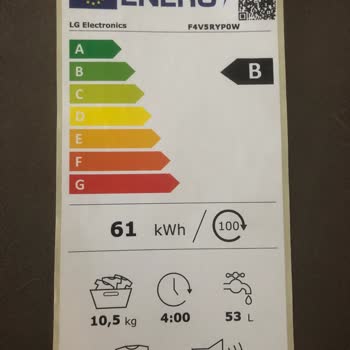 ENERG
LG Electronics F4V5RYP0W
A
B
B
C
D
E
F
G
61 kWh / 100
10,5 kg 4:00 53 L